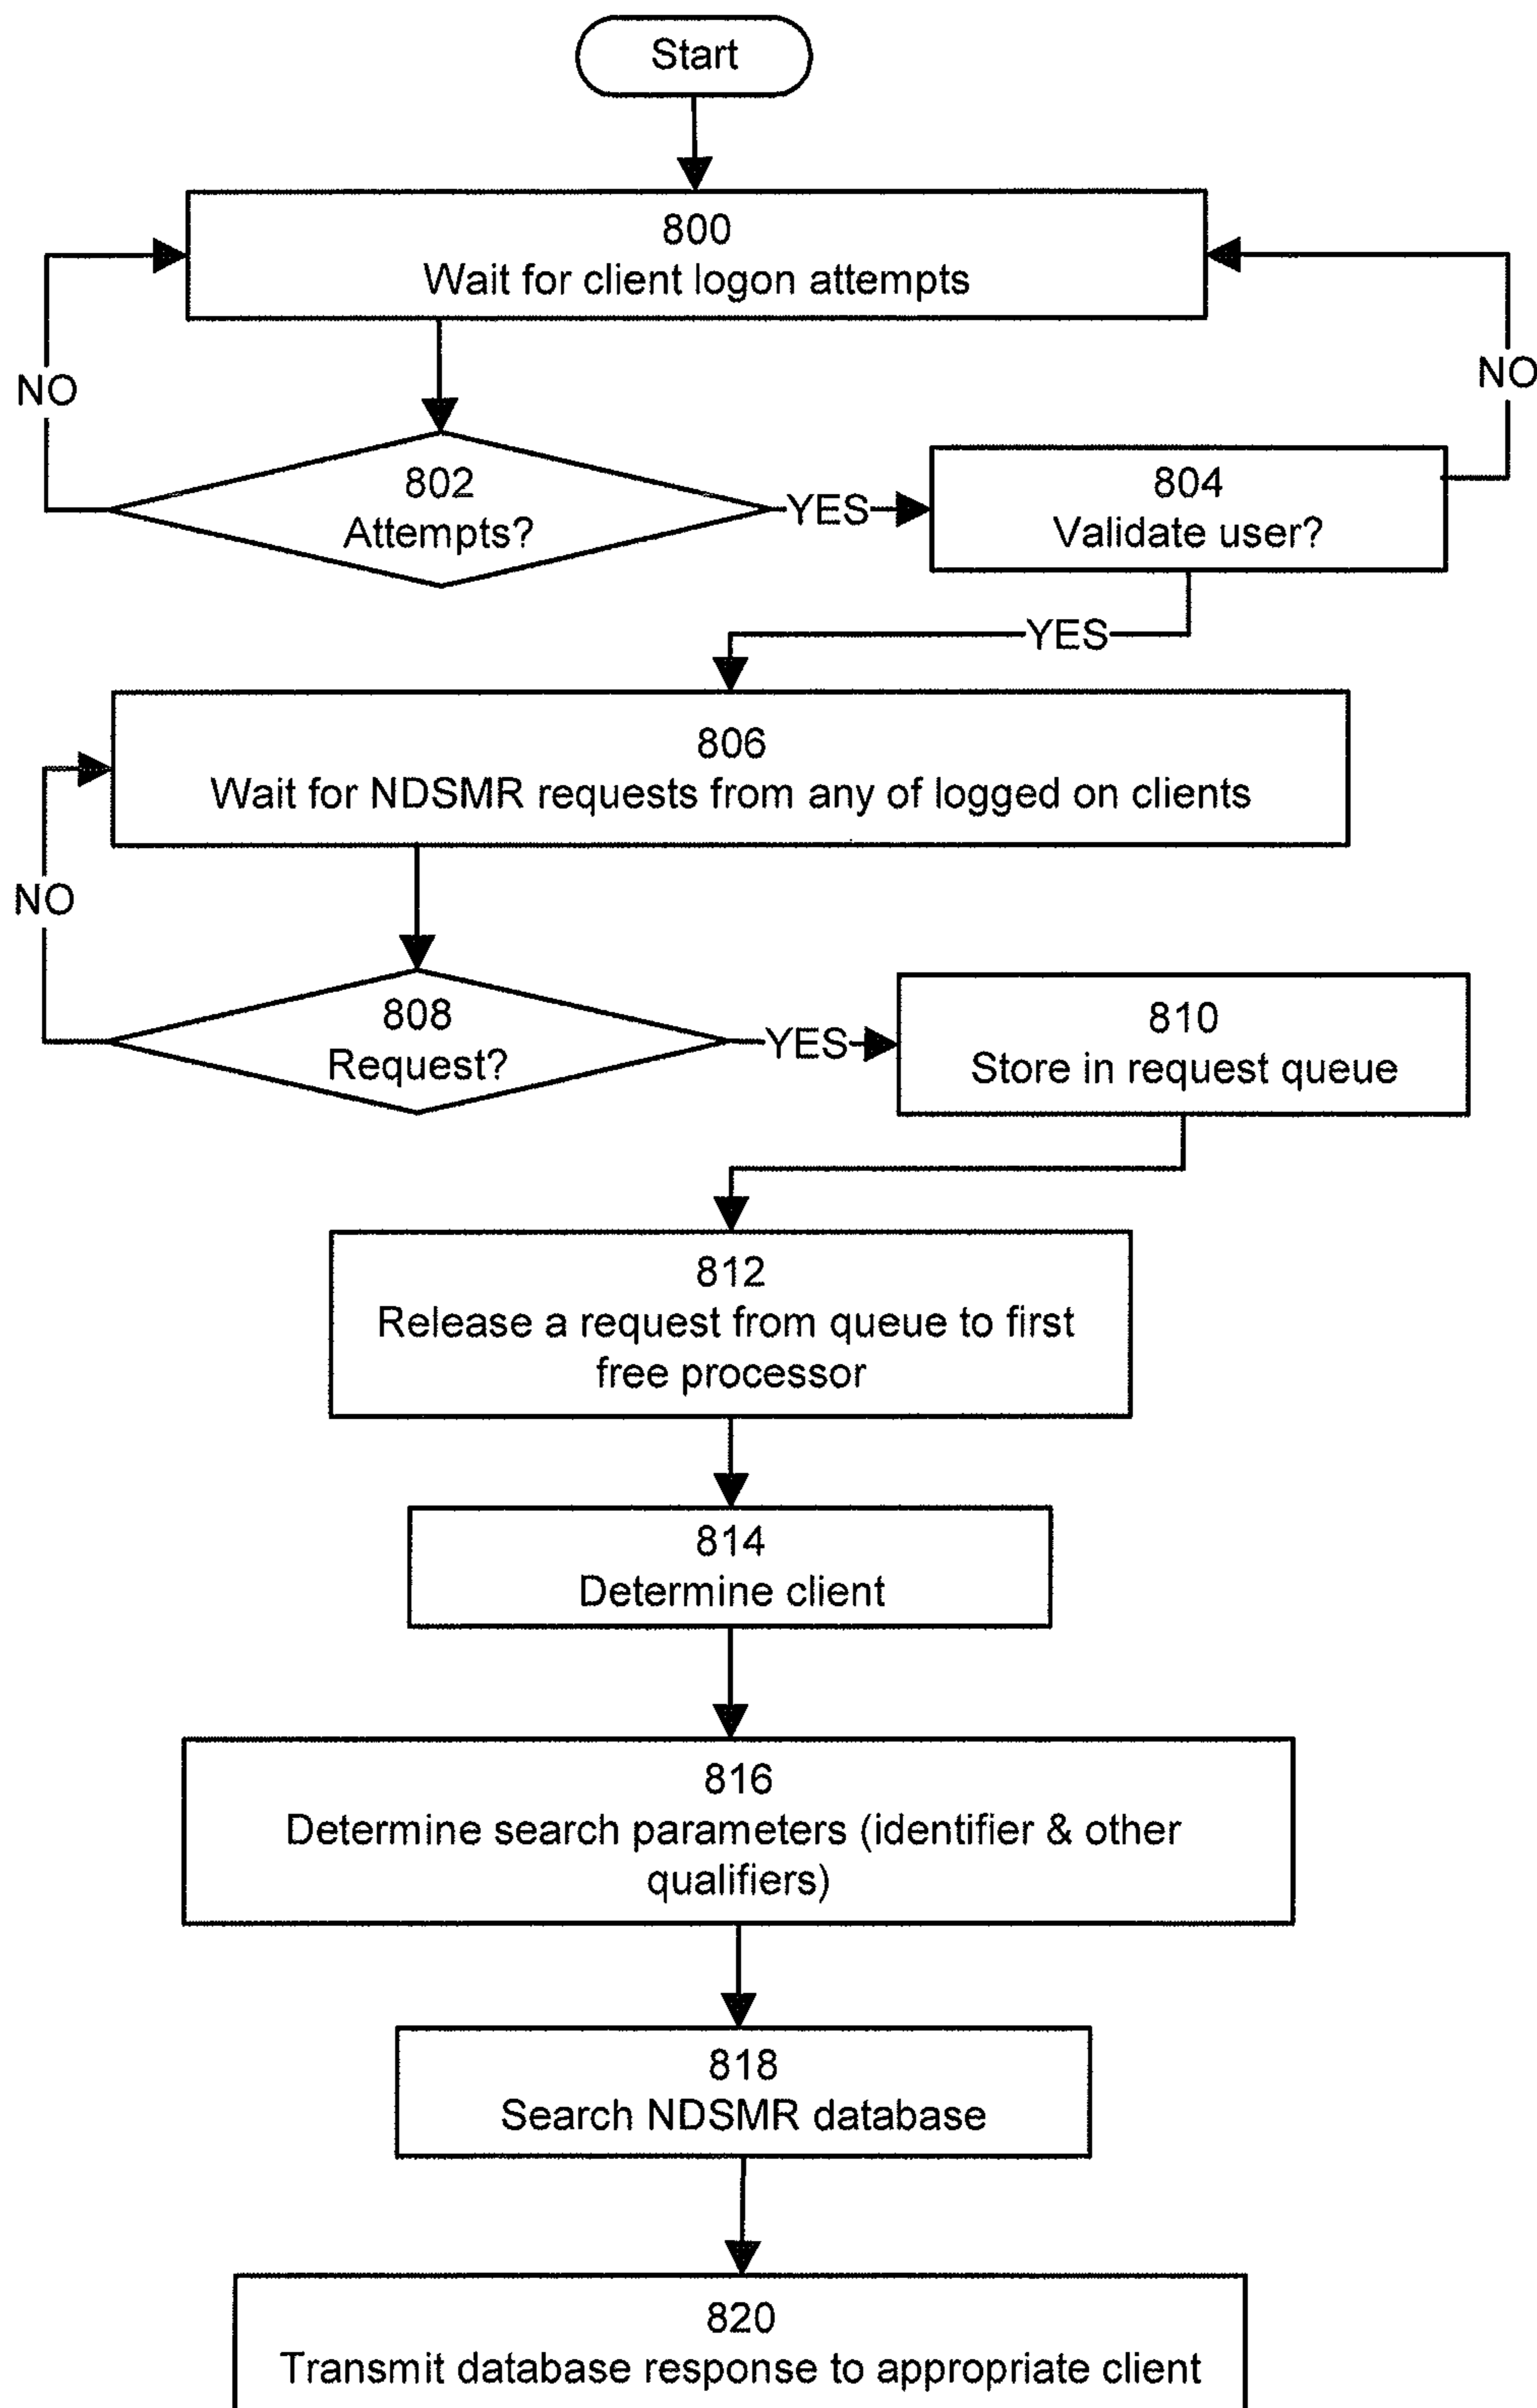 Start
800
Wait for client logon attempts
NO
NO
802
Attempts?
YES
804
Validate user?
YES
806
Wait for NDSMR requests from any of logged on clients
NO
808
Request?
YES
810
Store in request queue
812
Release a request from queue to first
free processor
814
Determine client
816
Determine search parameters (identifier & other
qualifiers)
818
Search NDSMR database
820
Transmit database response to appropriate client